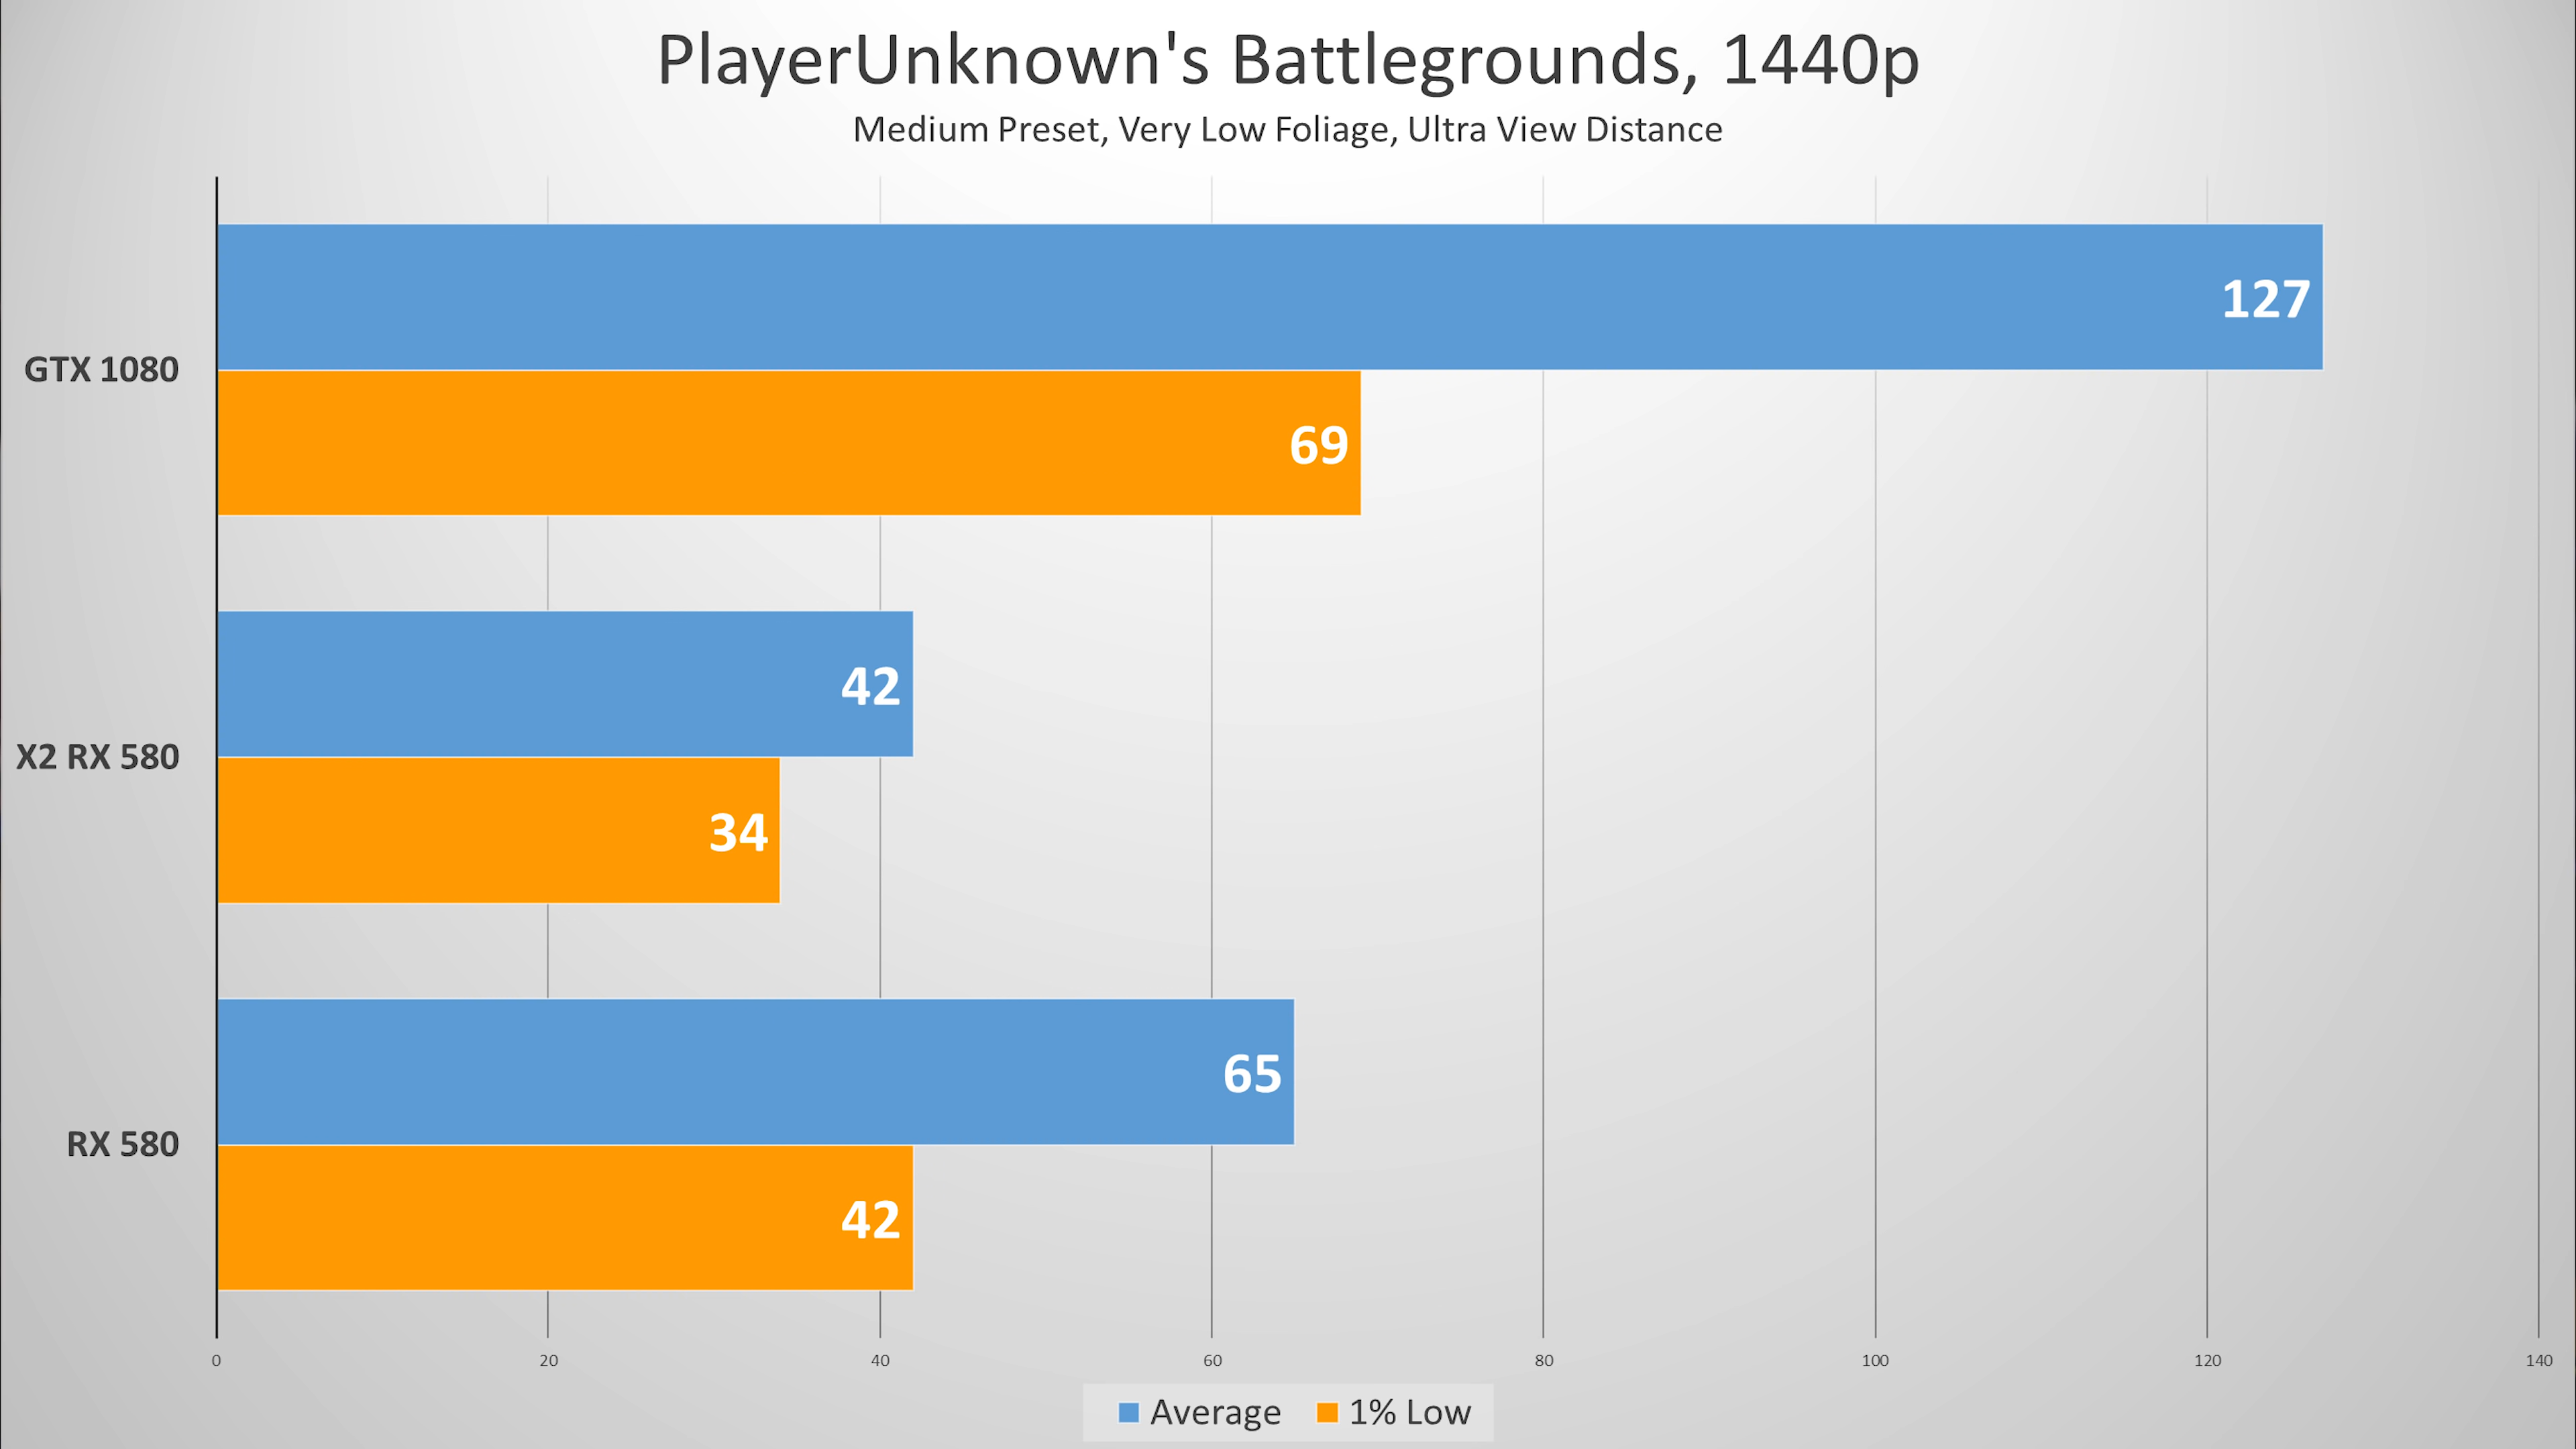 PlayerUnknown's Battlegrounds, 1440p
Medium Preset, Very Low Foliage, Ultra View Distance
127
GTX 1080
69
42
X2 RX 580
34
65
RX 580
42
0 20 40 60 80 100 120 140
Average 1% Low